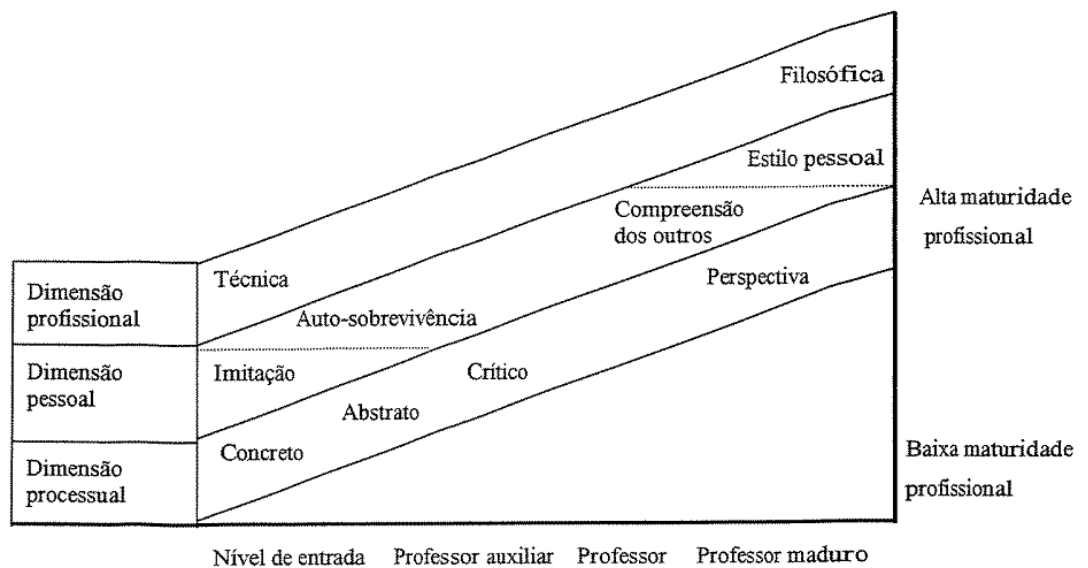 Filosófica
Estilo pessoal
Compreensão
dos outros
Alta maturidade
profissional
Técnica
Perspectiva
Dimensão
profissional
Auto-sobrevivência
Dimensão
pessoal
Imitação
Crítico
Abstrato
Concreto
Dimensão
processual
Baixa maturidade
profissional
Nível de entrada Professor auxiliar Professor Professor maduro